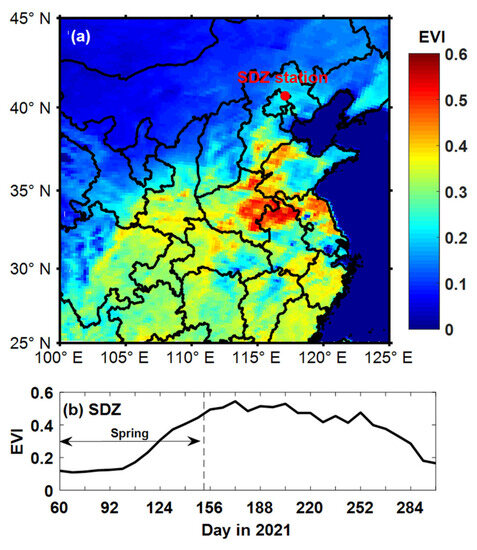 45° N
(a)
EVI
0.6
SDZ station
0.5
40° N
0.4
35° N
0.3
0.2
30° N
0.1
0
25° N
100° E 105° E 110° E 115° E 120° E 125° E
0.6
(b) SDZ
0.4
EVI
Spring
0.2
0
60 92 124 156 188 220 252 284
Day in 2021